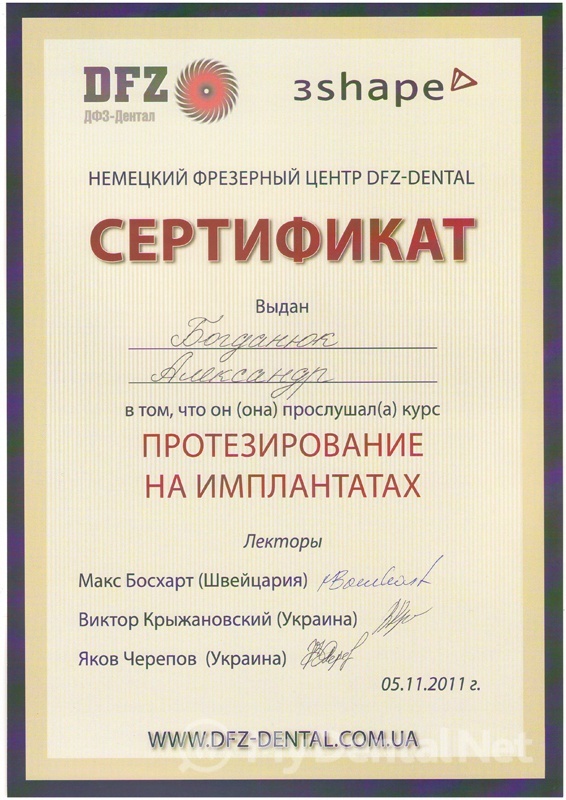 DFZ
ДФЗ-Дентал
3shape
НЕМЕЦКИЙ ФРЕЗЕРНЫЙ ЦЕНТР DFZ-DENTAL
СЕРТИФИКАТ
Выдан
Богданюк
Александр
в том, что он (она) прослушал(а) курс
ПРОТЕЗИРОВАНИЕ
НА ИМПЛАНТАТАХ
Лекторы
Макс Босхарт (Швейцария)
Виктор Крыжановский (Украина)
Яков Черепов (Украина)
05.11.2011 г.
WWW.DFZ-DENTAL.COM.UA
MyDental Net